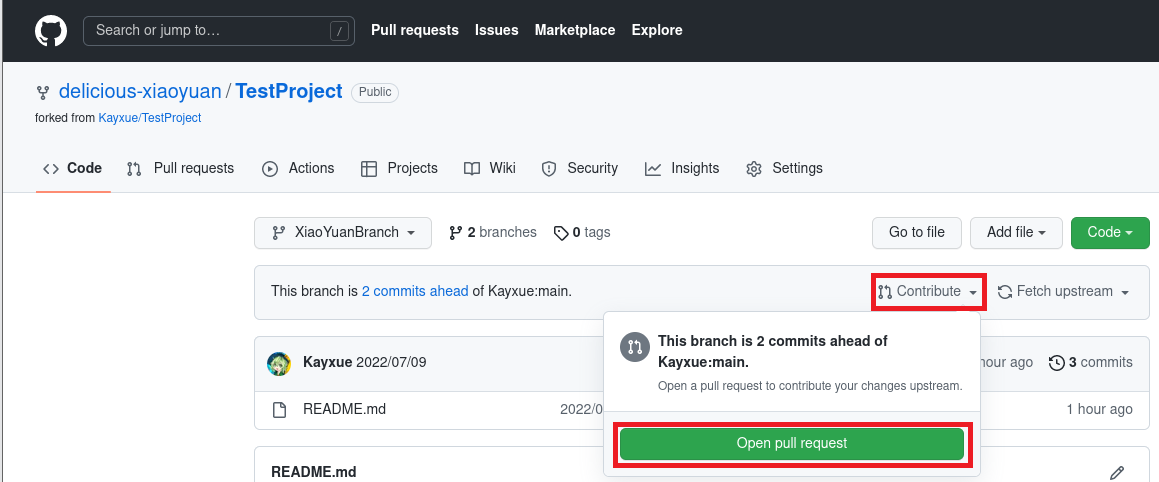 Search or jump to… / Pull requests Issues Marketplace Explore
delicious-xiaoyuan / TestProject Public
forked from Kayxue/TestProject
Code Pull requests Actions Projects Wiki Security Insights Settings
XiaoYuanBranch 2 branches 0 tags Go to file Add file Code
This branch is 2 commits ahead of Kayxue:main. Contribute Fetch upstream
This branch is 2 commits ahead of
Kayxue:main.
Open a pull request to contribute your changes upstream.
Open pull request
Kayxue 2022/07/09 hour ago 3 commits
README.md 2022/0 1 hour ago
README.md